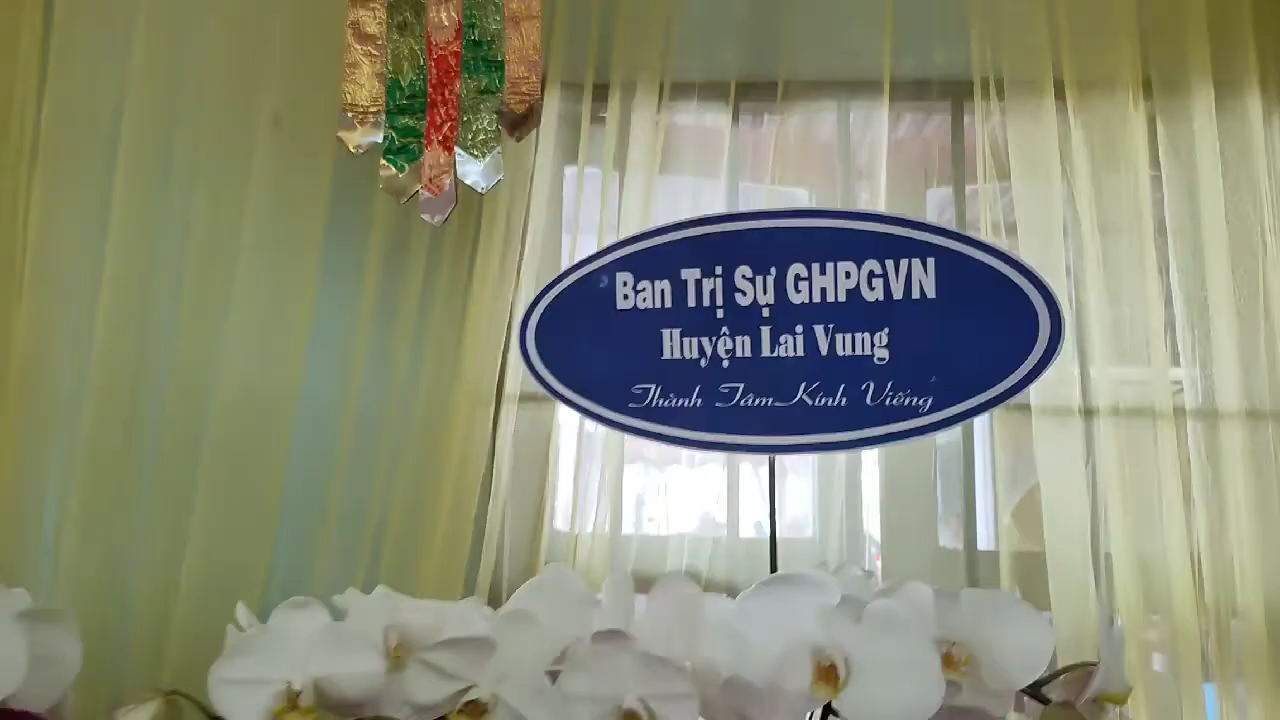 Ban Trị Sự GHPGVN
Huyện Lai Vung
Thành Tâm Kính Viếng